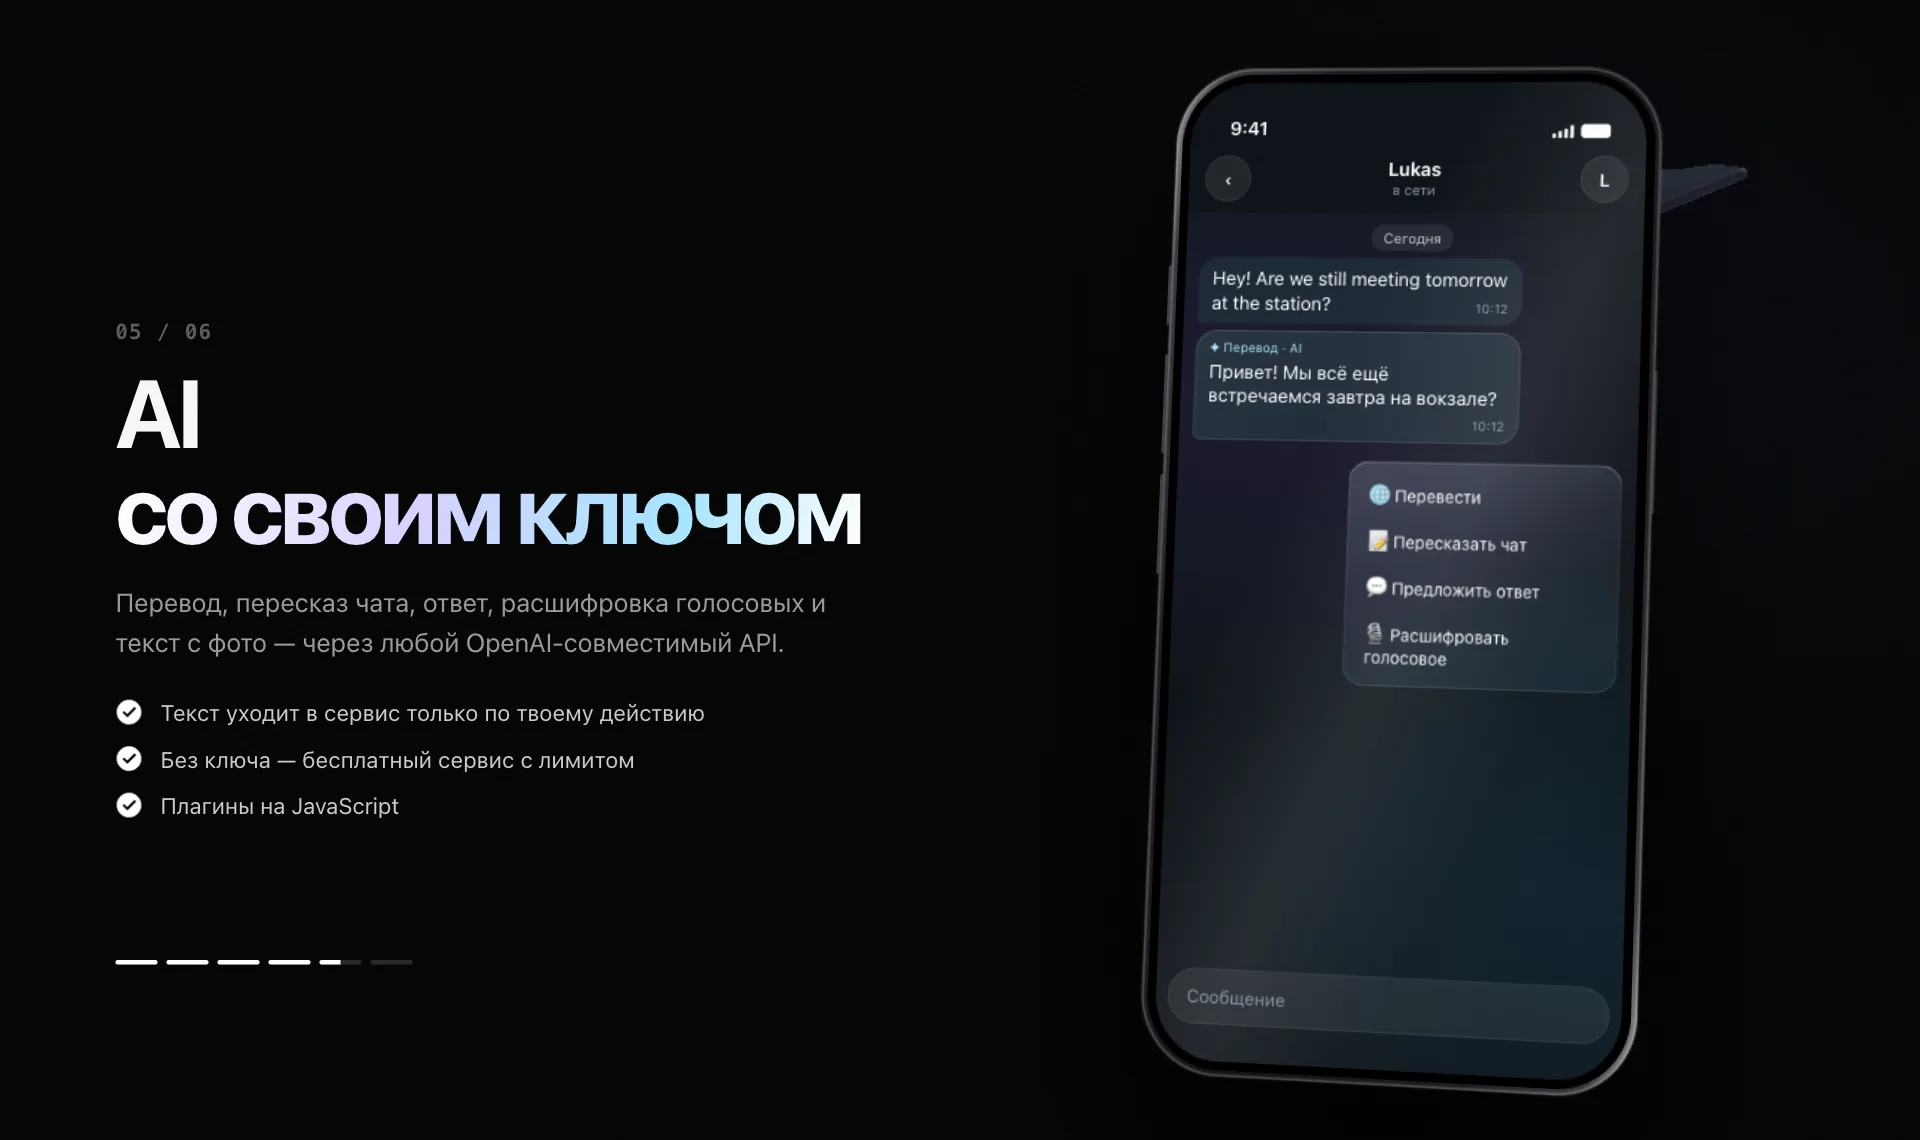 05 / 06
AI
со своим ключом
Перевод, пересказ чата, ответ, расшифровка голосовых и
текст с фото — через любой OpenAI-совместимый API.
Текст уходит в сервис только по твоему действию
Без ключа — бесплатный сервис с лимитом
Плагины на JavaScript
9:41
‹
Lukas
в сети
L
Сегодня
Hey! Are we still meeting tomorrow
at the station?
10:12
✦ Перевод · AI
Привет! Мы всё ещё
встречаемся завтра на вокзале?
10:12
🌐 Перевести
📝 Пересказать чат
💬 Предложить ответ
🎙 Расшифровать
голосовое
Сообщение